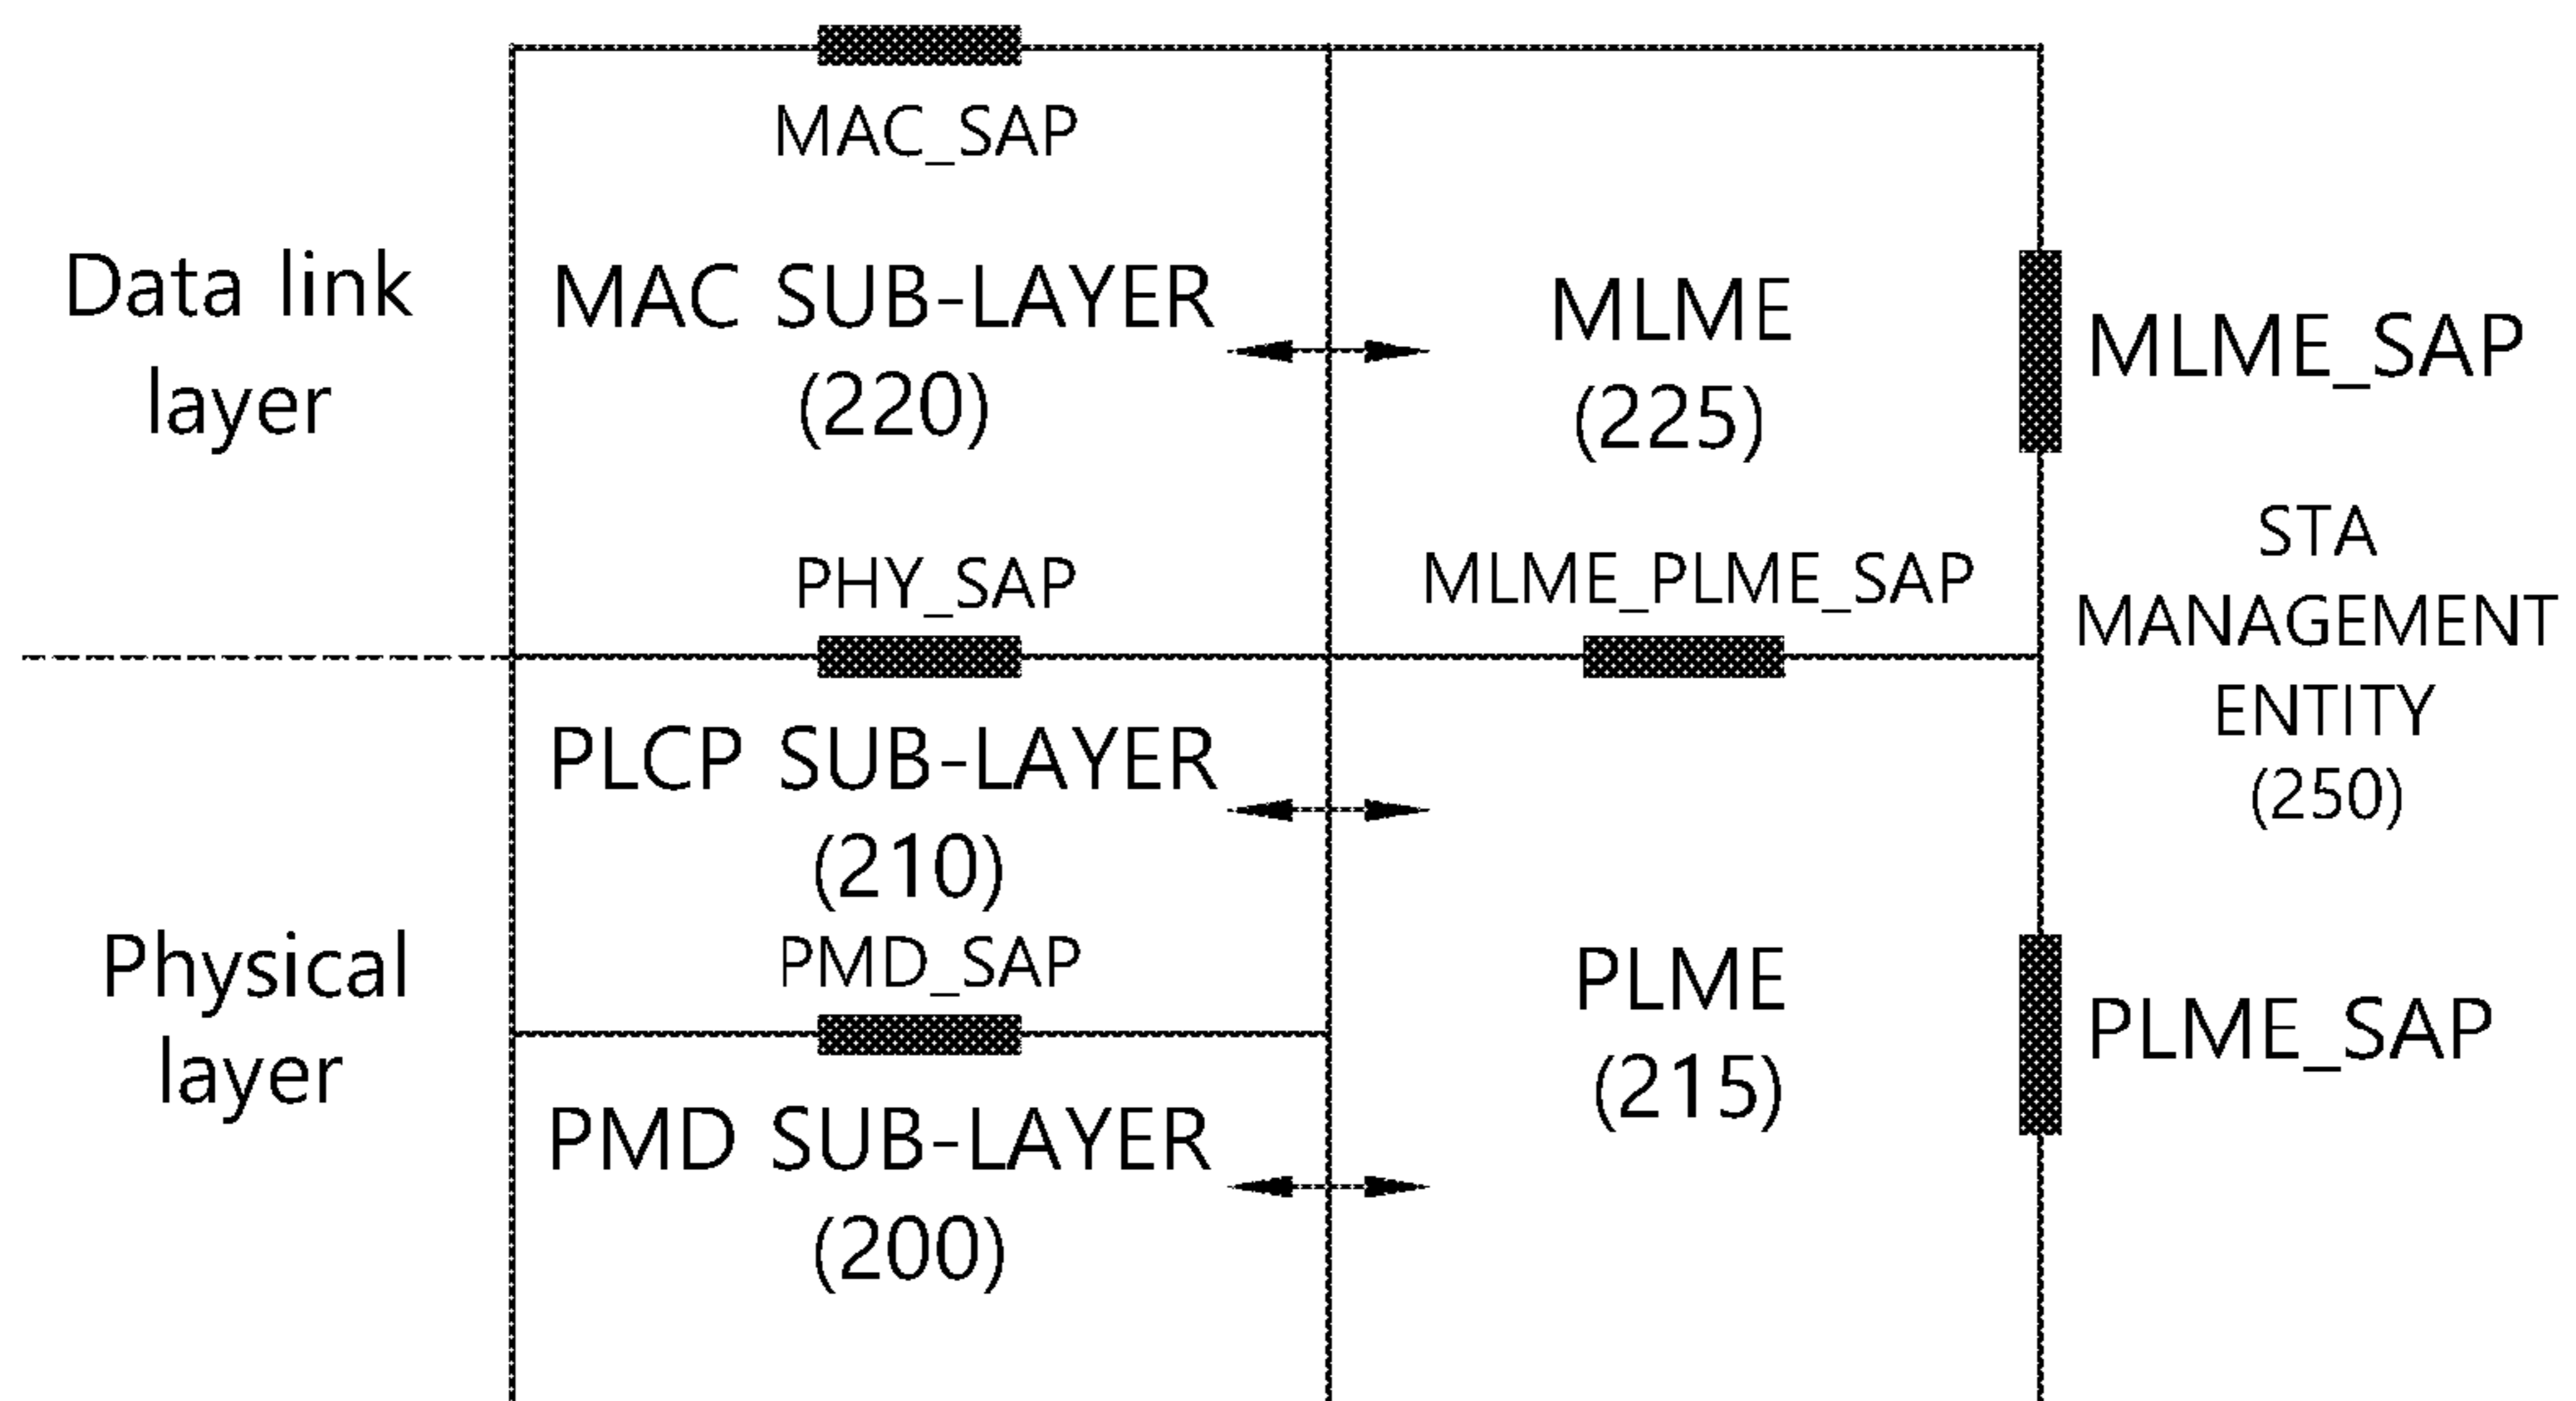 MAC_SAP
Data link
layer
MAC SUB-LAYER
(220)
MLME
(225)
MLME_SAP
PHY_SAP
MLME_PLME_SAP
STA
MANAGEMENT
ENTITY
(250)
PLCP SUB-LAYER
(210)
PMD_SAP
Physical
layer
PLME
(215)
PLME_SAP
PMD SUB-LAYER
(200)